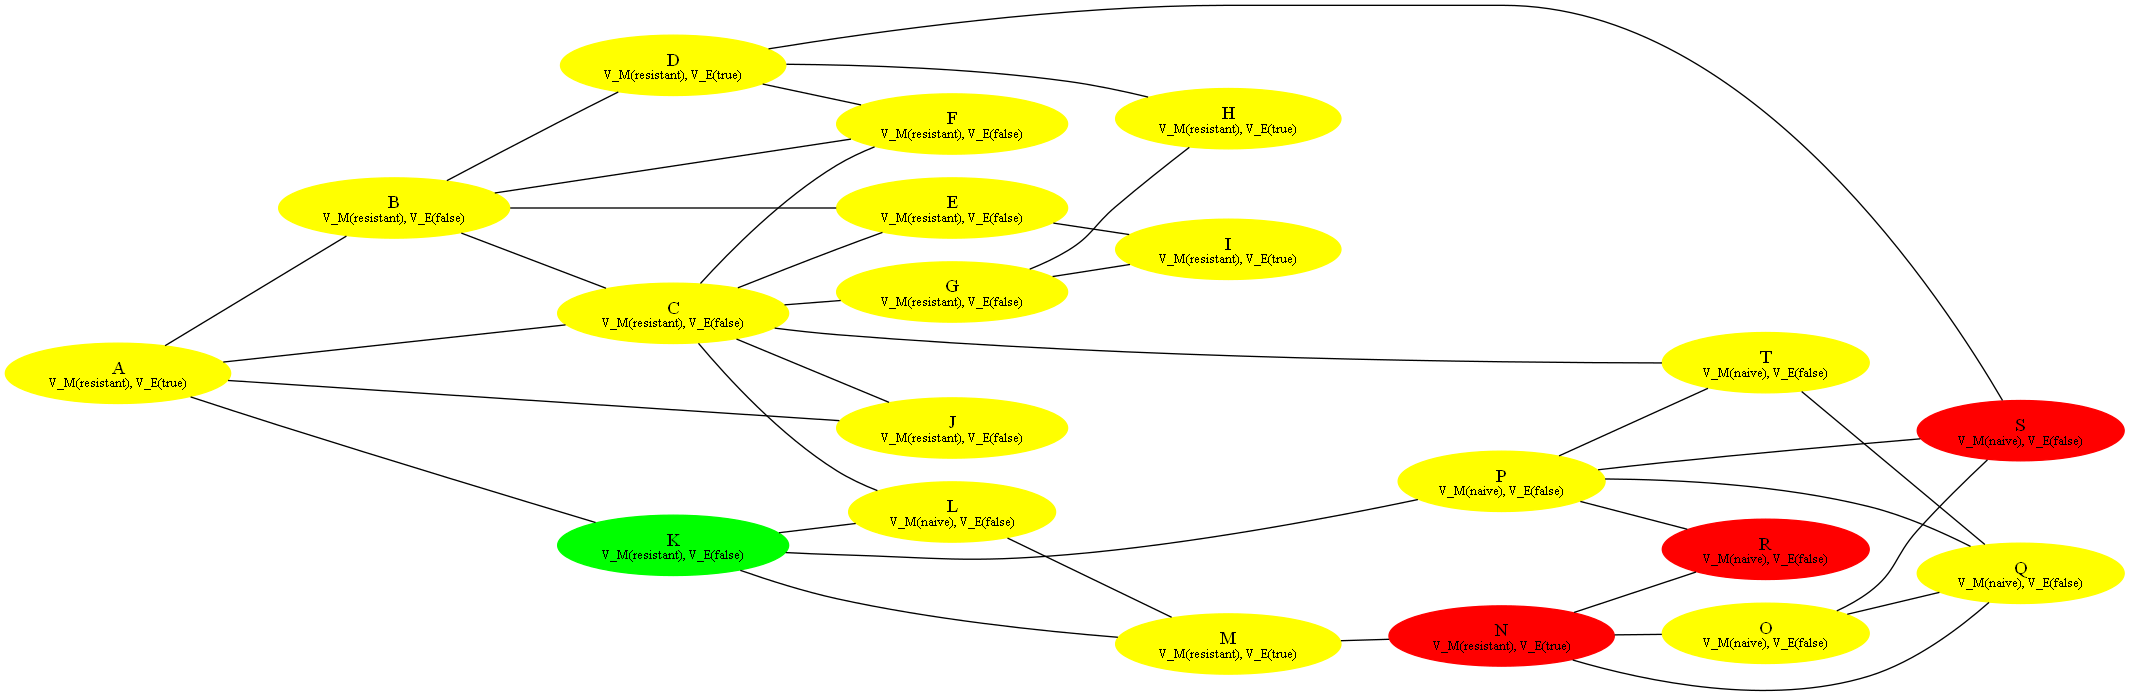 D
V_M(resistant), V_E(true)
F
V_M(resistant), V_E(false)
H
V_M(resistant), V_E(true)
B
V_M(resistant), V_E(false)
E
V_M(resistant), V_E(false)
I
V_M(resistant), V_E(true)
G
V_M(resistant), V_E(false)
C
V_M(resistant), V_E(false)
T
V_M(naive), V_E(false)
A
V_M(resistant), V_E(true)
J
V_M(resistant), V_E(false)
S
V_M(naive), V_E(false)
P
V_M(naive), V_E(false)
L
V_M(naive), V_E(false)
K
V_M(resistant), V_E(false)
R
V_M(naive), V_E(false)
Q
V_M(naive), V_E(false)
M
V_M(resistant), V_E(true)
N
V_M(resistant), V_E(true)
O
V_M(naive), V_E(false)